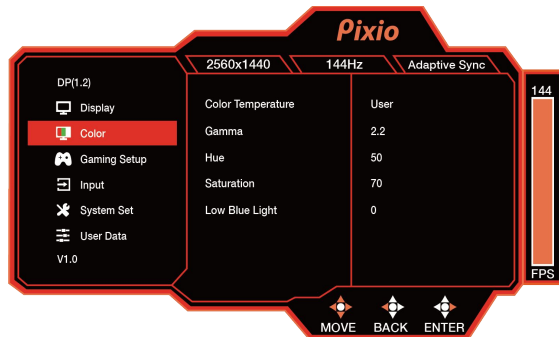 Pixio
2560x1440 144Hz Adaptive Sync
DP(1.2)
Display
Color
Gaming Setup
Input
System Set
User Data
V1.0
Color Temperature User
Gamma 2.2
Hue 50
Saturation 70
Low Blue Light 0
144
FPS
MOVE BACK ENTER